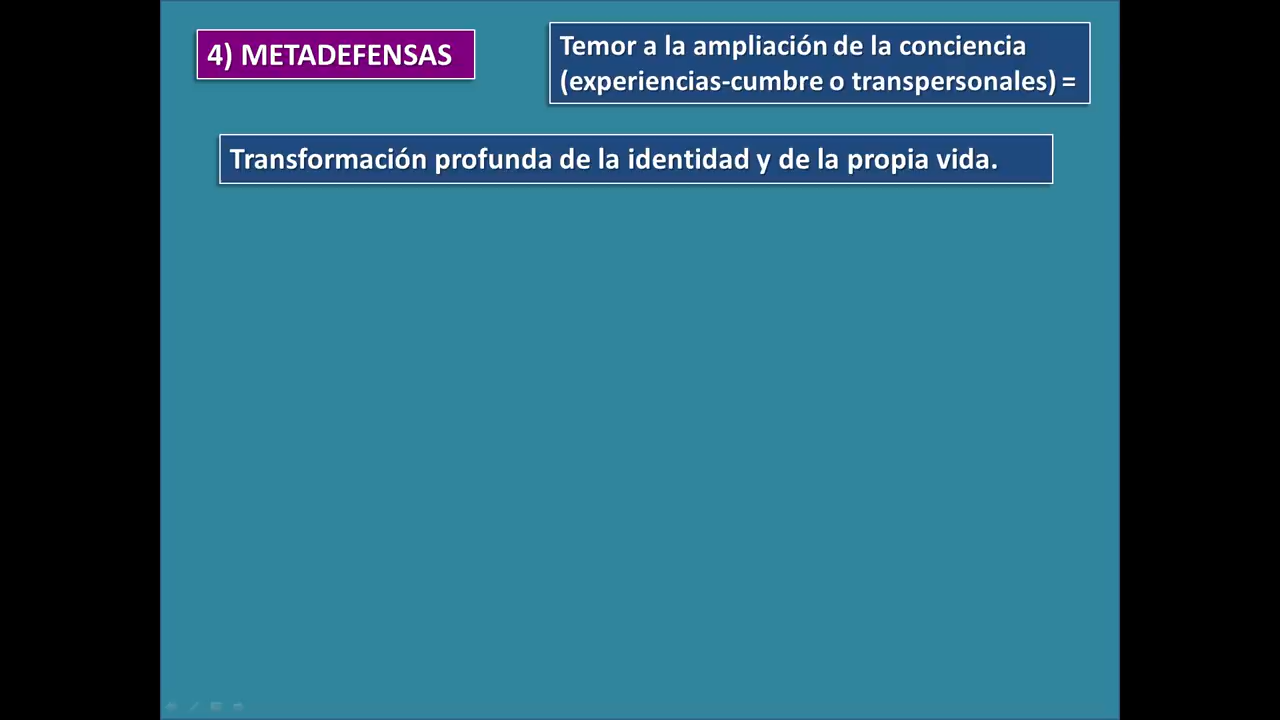 4) METADEFENSAS
Temor a la ampliación de la conciencia
(experiencias-cumbre o transpersonales) =
Transformación profunda de la identidad y de la propia vida.